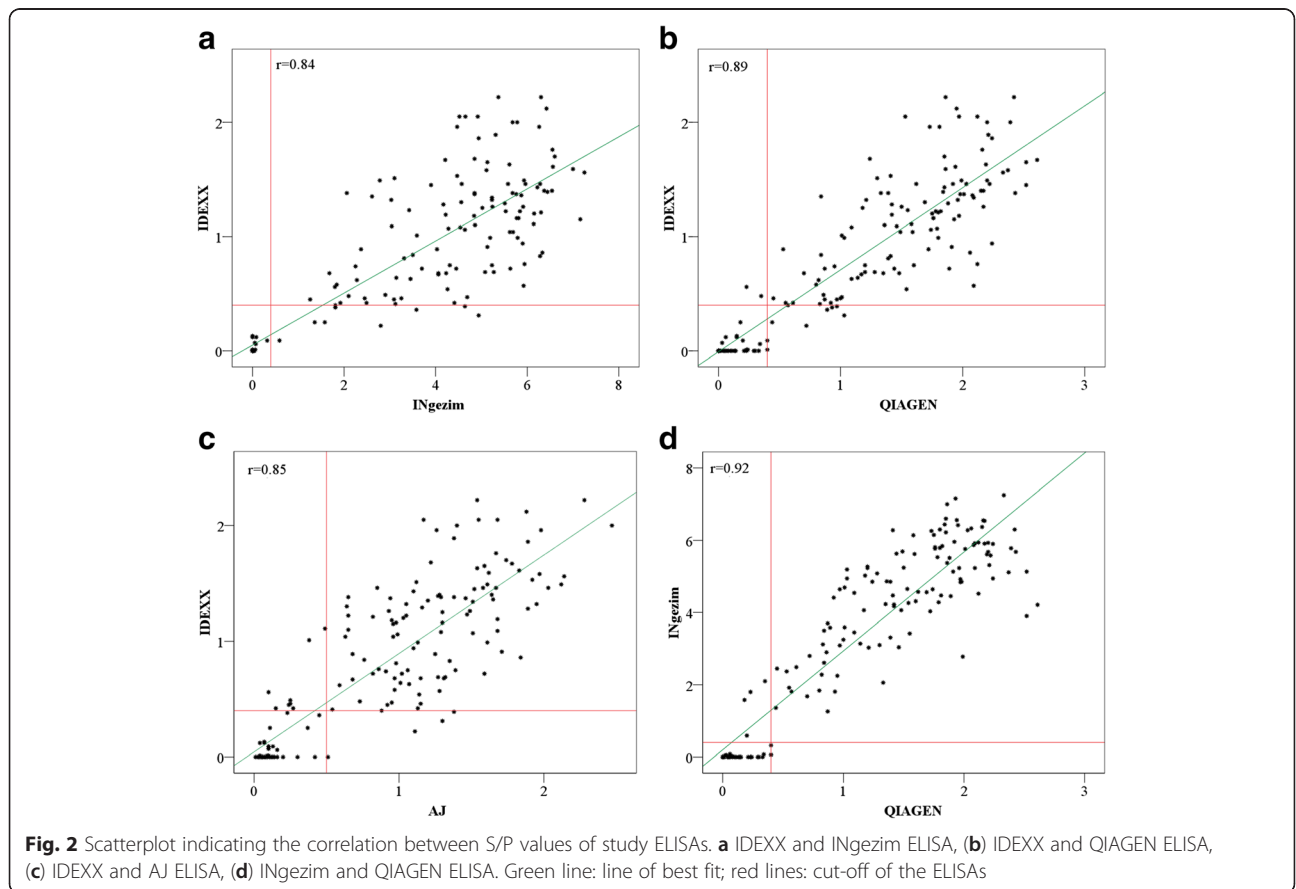 a
r=0.84
IDEXX
2
1
0
0 2 4 6 8
INgezim
b
r=0.89
IDEXX
2
1
0
0 1 2 3
QIAGEN
c
r=0.85
IDEXX
2
1
0
0 1 2
AJ
d
r=0.92
INgezim
8
6
4
2
0
0 1 2 3
QIAGEN
Fig. 2 Scatterplot indicating the correlation between S/P values of study ELISAs. a IDEXX and INgezim ELISA, (b) IDEXX and QIAGEN ELISA,
(c) IDEXX and AJ ELISA, (d) INgezim and QIAGEN ELISA. Green line: line of best fit; red lines: cut-off of the ELISAs